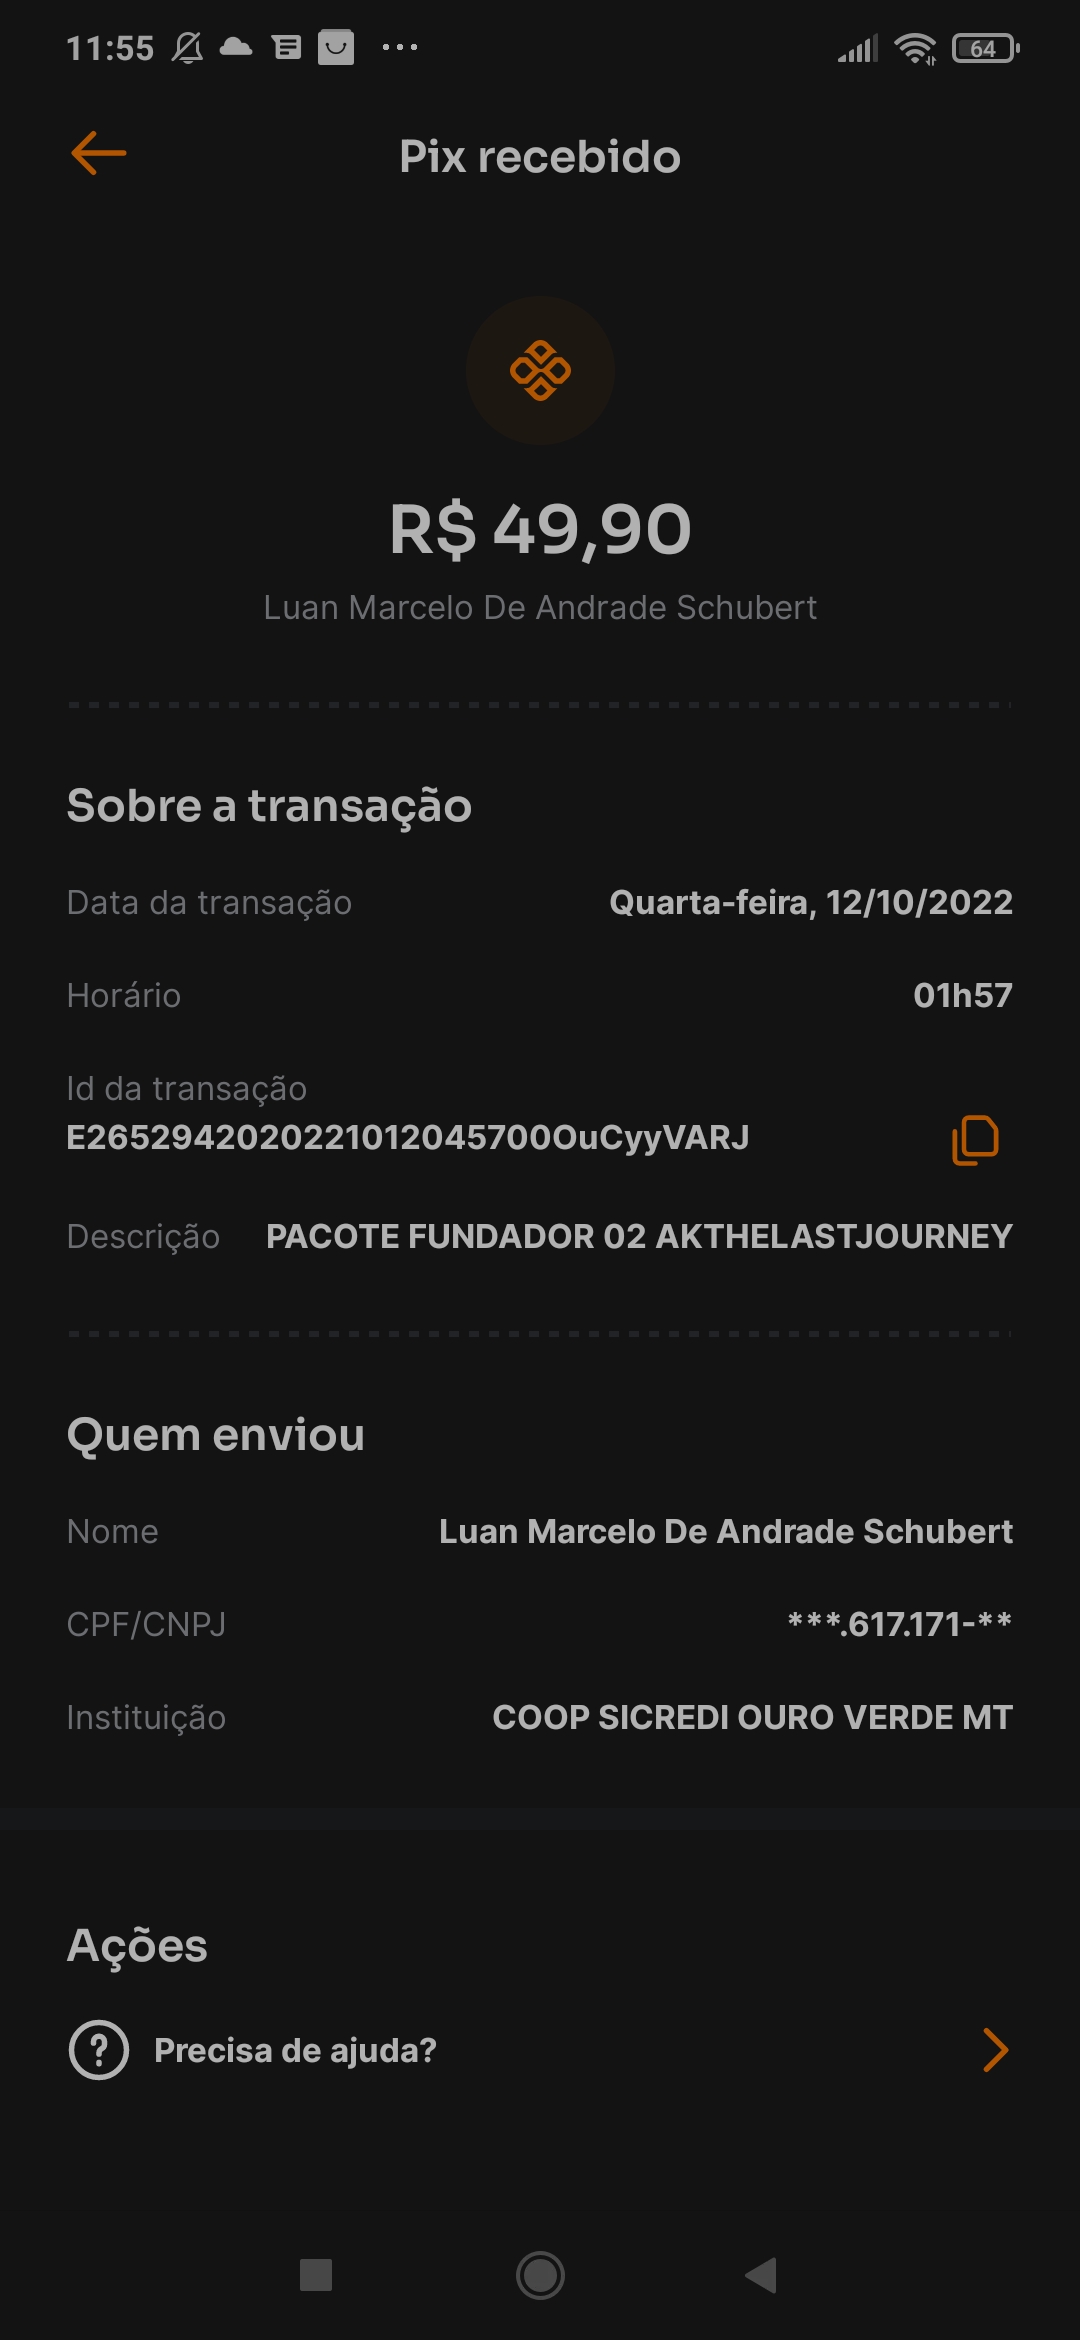 11:55
64
Pix recebido
R$ 49,90
Luan Marcelo De Andrade Schubert
Sobre a transação
Data da transação Quarta-feira, 12/10/2022
Horário 01h57
Id da transação
E2652942020221012045700OuCyyVARJ
Descrição PACOTE FUNDADOR 02 AKTHELASTJOURNEY
Quem enviou
Nome Luan Marcelo De Andrade Schubert
CPF/CNPJ ***.617.171-**
Instituição COOP SICREDI OURO VERDE MT
Ações
Precisa de ajuda?